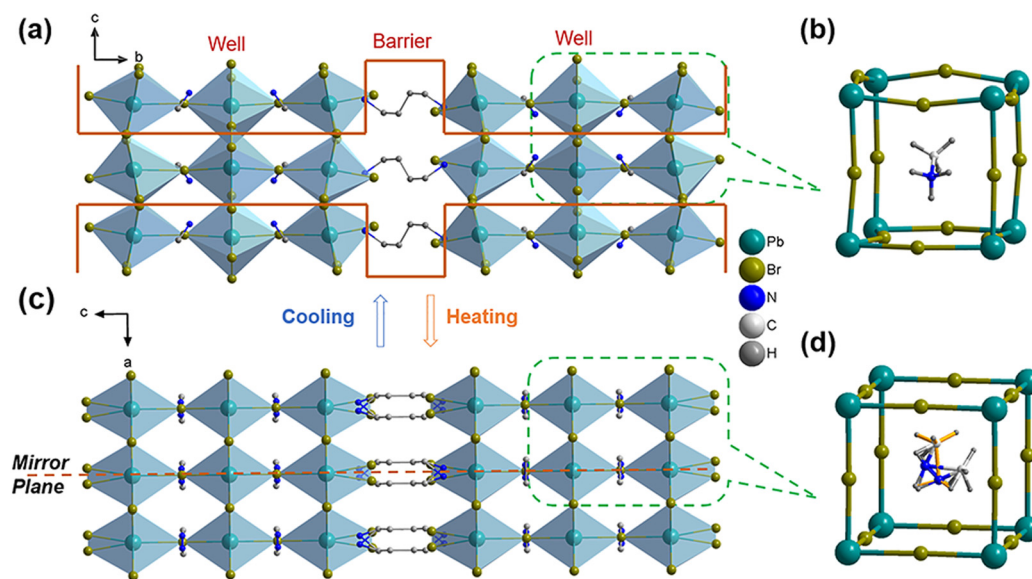 (a)
c
b
Well
Barrier
Well
(b)
Pb
Br
N
C
H
Cooling
Heating
(c)
c
a
Mirror
Plane
(d)